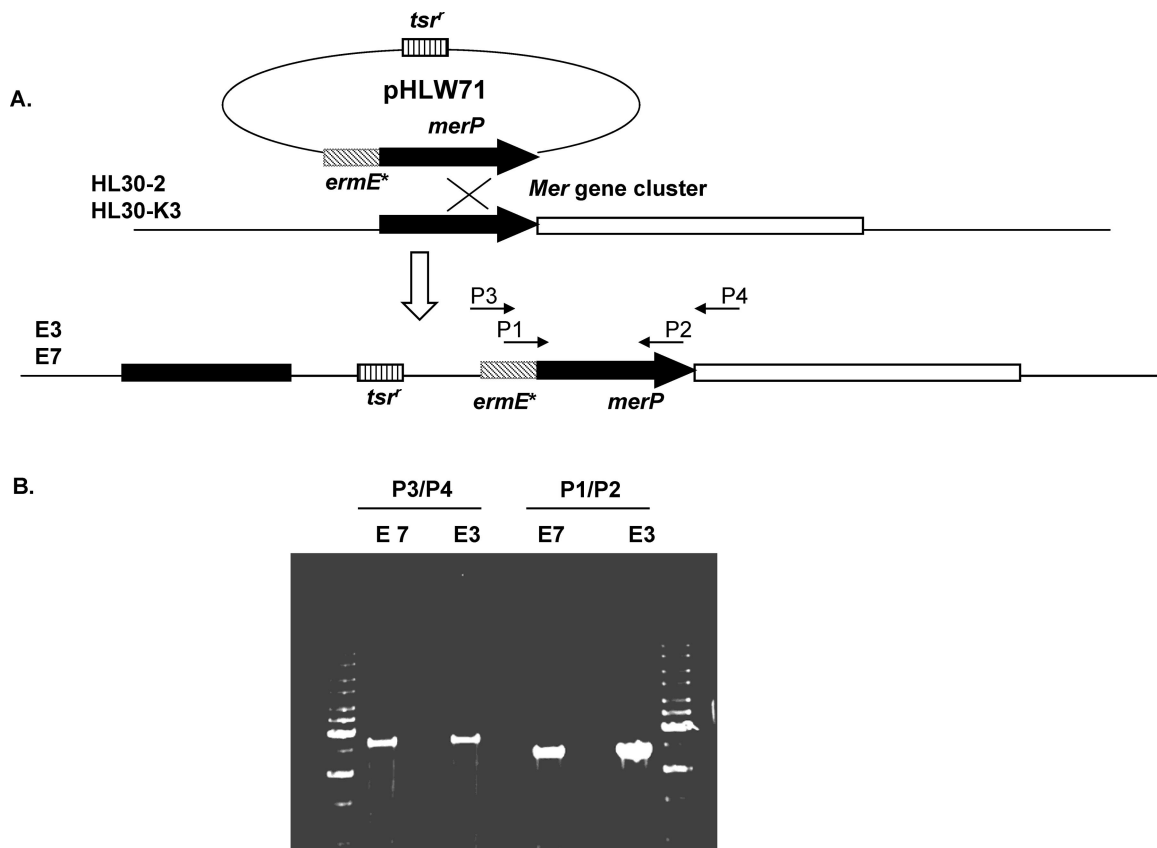 A.
tsrʳ
pHLW71
merP
ermE*
HL30-2
HL30-K3
Mer gene cluster
P3
P4
P1
P2
E3
E7
tsrʳ
ermE*
merP
B.
P3/P4 P1/P2
E 7 E3 E7 E3